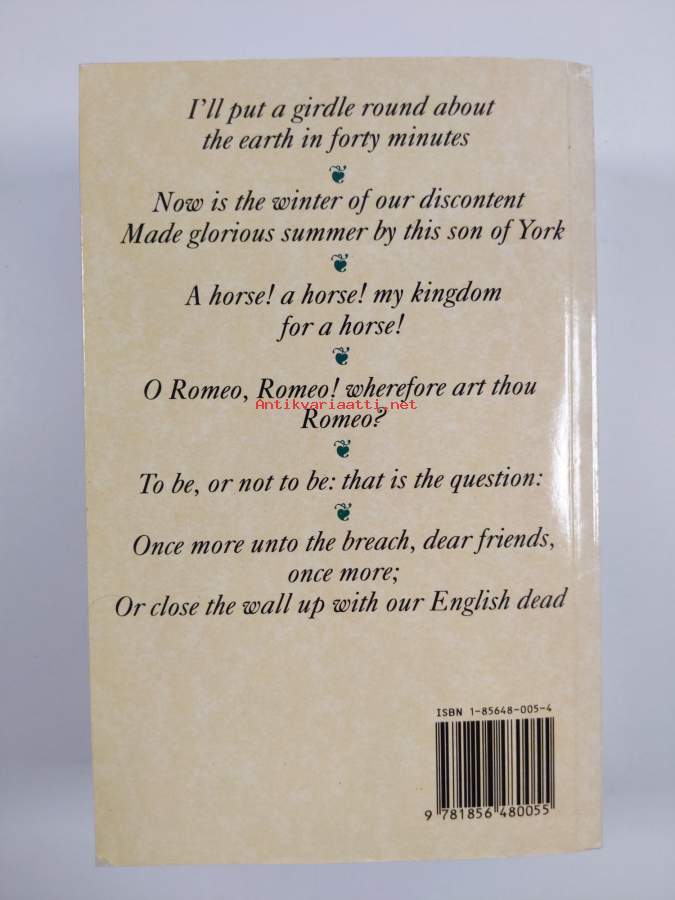 I'll put a girdle round about
the earth in forty minutes
Now is the winter of our discontent
Made glorious summer by this son of York
A horse! a horse! my kingdom
for a horse!
O Romeo, Romeo! wherefore art thou
Antikvariaatti.net
Romeo?
To be, or not to be: that is the question:
Once more unto the breach, dear friends,
once more;
Or close the wall up with our English dead
ISBN 1-85648-005-4
9 781856 480055